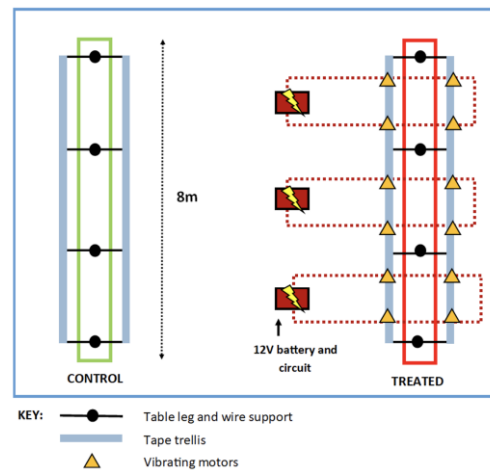 8m
12V battery and
circuit
CONTROL
TREATED
KEY:
Table leg and wire support
Tape trellis
Vibrating motors